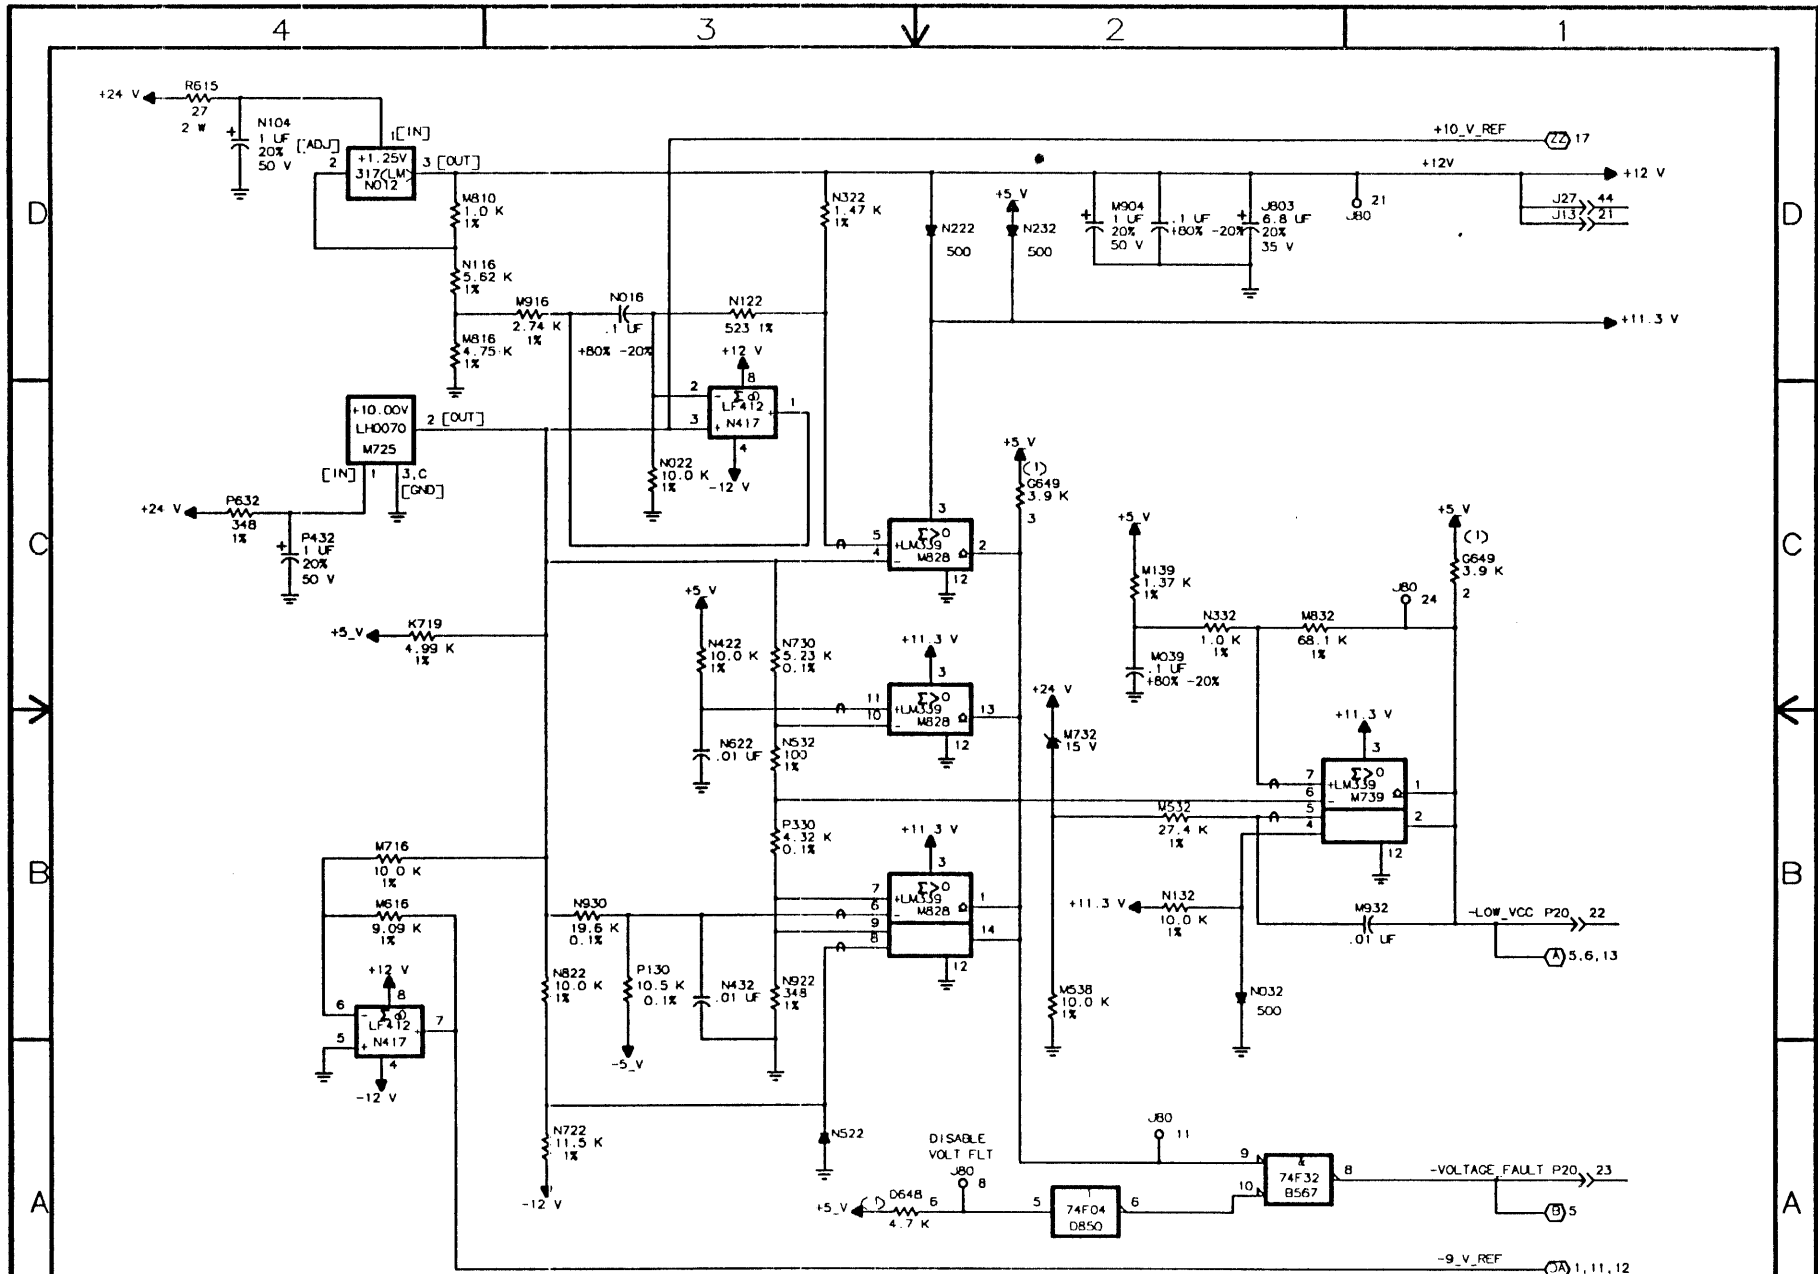 4 3 2 1
D
D
C
C
B
B
A
A
+24 V
R615
27
2 W
N104
1 UF
20%
50 V
[ADJ]
2
1 [IN]
+1.25V
317(LM)
N012
3 [OUT]
M810
1.0 K
1%
N116
5.62 K
1%
M816
4.75 K
1%
M916
2.74 K
1%
N016
.1 UF
+80% -20%
N122
523 1%
N322
1.47 K
1%
N222
500
+5_V
N232
500
M904
1 UF
20%
50 V
.1 UF
+80% -20%
J803
6.8 UF
20%
35 V
21
J80
+10_V_REF
ZZ 17
+12V
+12 V
J27 44
J13 21
+11.3 V
+12 V
8
2
-
Σ
LF412
N417
3
+
+
1
4
-12 V
N022
10.0 K
1%
+10.00V
LH0070
M725
2 [OUT]
[IN] 1
3,C
[GND]
+24 V
P632
348
1%
P432
1 UF
20%
50 V
+5_V
K719
4.99 K
1%
3
5
4
Σ>0
+LM339
M828
-
2
12
+5_V
(1)
G649
3.9 K
3
+5_V
N422
10.0 K
1%
N622
.01 UF
N730
5.23 K
0.1%
N532
100
1%
P330
4.32 K
0.1%
N922
348
1%
+11.3 V
3
11
10
Σ>0
+LM339
M828
-
13
12
+11.3 V
3
7
6
9
8
Σ>0
+LM339
M828
-
1
14
12
+5_V
M139
1.37 K
1%
M039
.1 UF
+80% -20%
N332
1.0 K
1%
M832
68.1 K
1%
J80
24
+5_V
(1)
G649
3.9 K
2
+24 V
M732
15 V
+11.3 V
3
7
6
5
4
Σ>0
+LM339
M739
-
1
2
12
M532
27.4 K
1%
+11.3 V
N132
10.0 K
1%
M932
.01 UF
N032
500
M538
10.0 K
1%
-LOW_VCC P20 22
A 5,6,13
M716
10.0 K
1%
M616
9.09 K
1%
+12 V
8
6
-
Σ
LF412
N417
5
+
+
7
4
-12 V
N930
19.6 K
0.1%
N822
10.0 K
1%
P130
10.5 K
0.1%
-5_V
N432
.01 UF
N722
11.5 K
1%
-12 V
N522
DISABLE
VOLT FLT
J80
8
+5_V
(1)
D648
4.7 K
6
5
1
74F04
D850
6
J80
11
9
10
&
74F32
B567
8
-VOLTAGE_FAULT P20 23
B 5
-9_V_REF
1,11,12